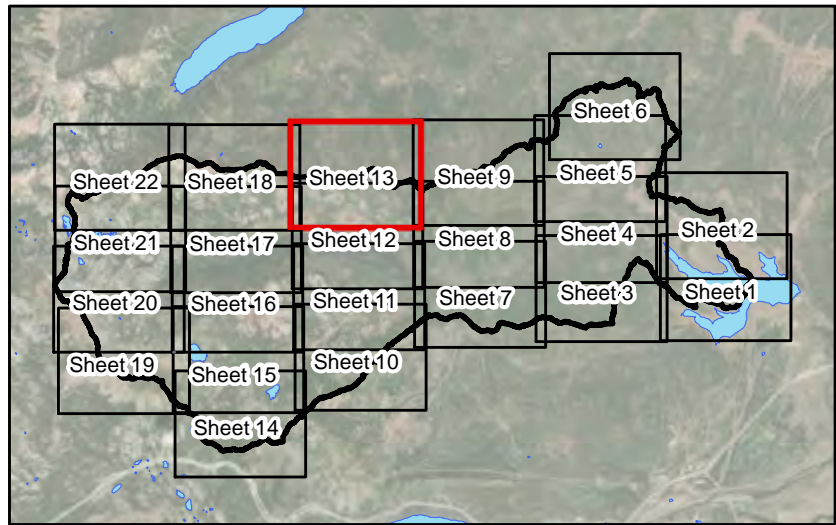 Sheet 6
Sheet 22
Sheet 18
Sheet 13
Sheet 9
Sheet 5
Sheet 21
Sheet 17
Sheet 12
Sheet 8
Sheet 4
Sheet 2
Sheet 20
Sheet 16
Sheet 11
Sheet 7
Sheet 3
Sheet 1
Sheet 19
Sheet 15
Sheet 10
Sheet 14